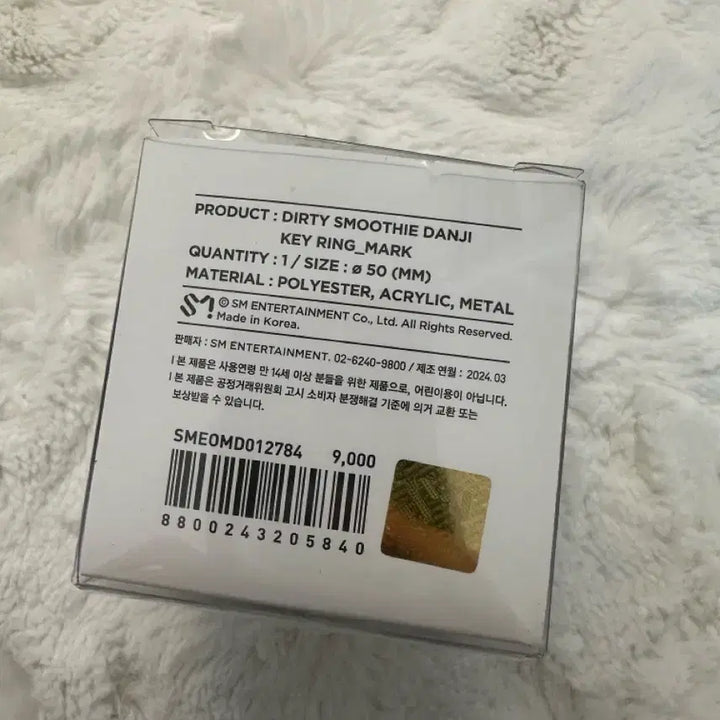 PRODUCT : DIRTY SMOOTHIE DANJI
KEY RING_MARK
QUANTITY : 1 / SIZE : ø 50 (MM)
MATERIAL : POLYESTER, ACRYLIC, METAL
SM! © SM ENTERTAINMENT Co., Ltd. All Rights Reserved.
Made in Korea.
판매자 : SM ENTERTAINMENT. 02-6240-9800 / 제조 연월 : 2024. 03
I 본 제품은 사용연령 만 14세 이상 분들을 위한 제품으로, 어린이용이 아닙니다.
I 본 제품은 공정거래위원회 고시 소비자 분쟁해결 기준에 의거 교환 또는
보상받을 수 있습니다.
SMEOMD012784 9,000
8800243205840